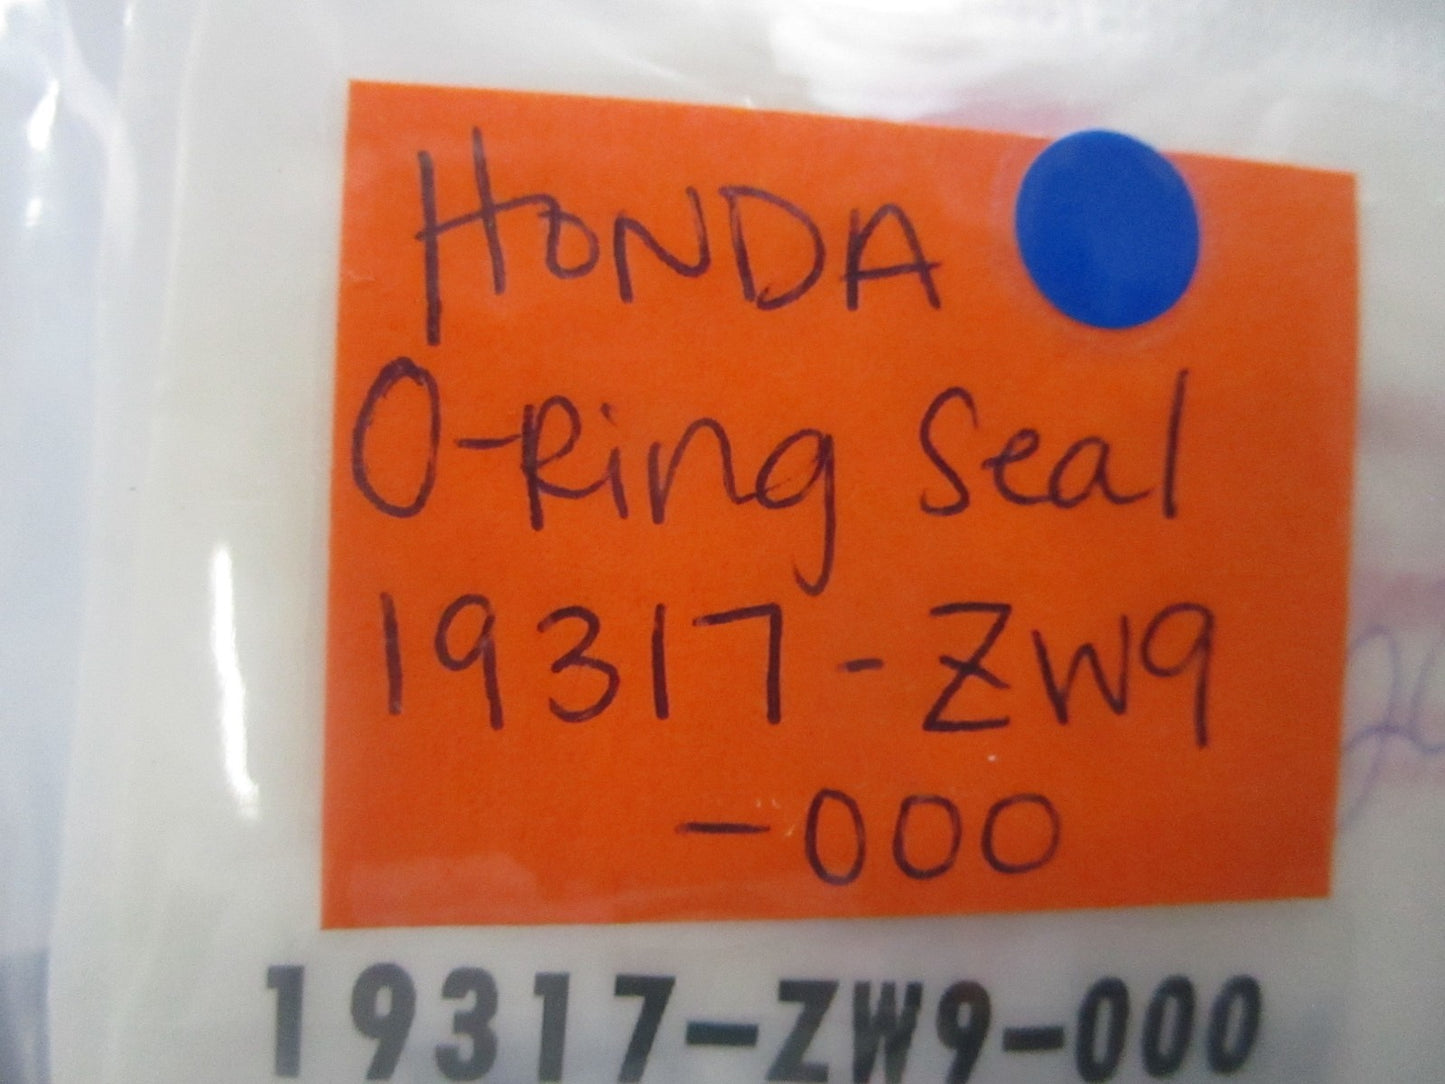 HONDA
O-Ring Seal
19317-ZW9
-000
19317-ZW9-000